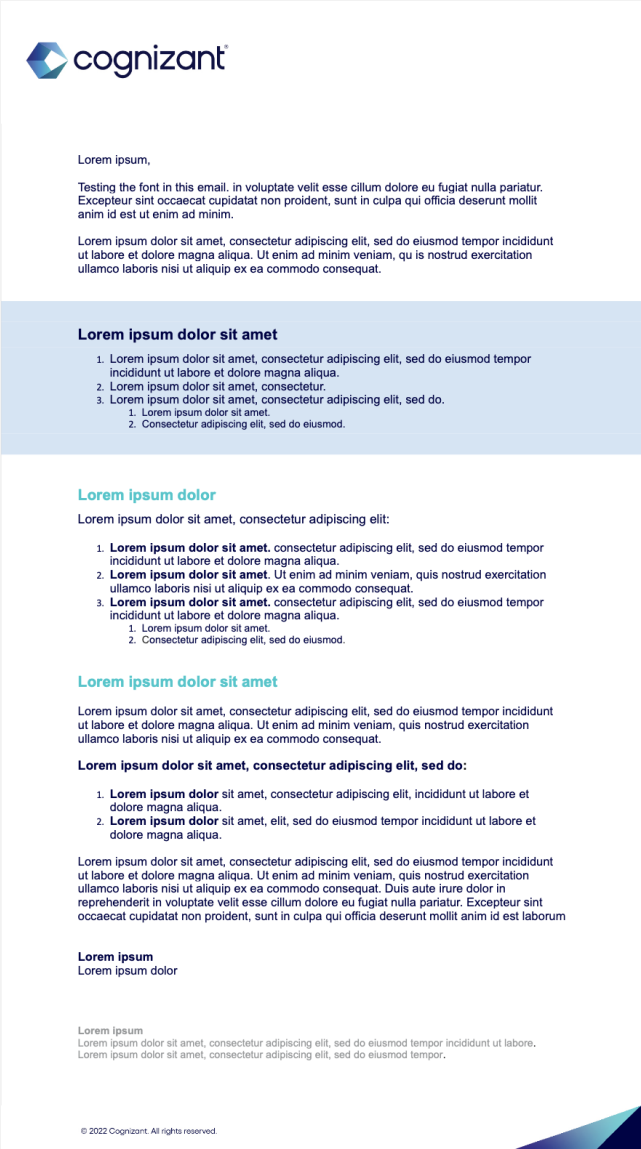 cognizant®
Lorem ipsum,
Testing the font in this email. in voluptate velit esse cillum dolore eu fugiat nulla pariatur.
Excepteur sint occaecat cupidatat non proident, sunt in culpa qui officia deserunt mollit
anim id est ut enim ad minim.
Lorem ipsum dolor sit amet, consectetur adipiscing elit, sed do eiusmod tempor incididunt
ut labore et dolore magna aliqua. Ut enim ad minim veniam, qu is nostrud exercitation
ullamco laboris nisi ut aliquip ex ea commodo consequat.
Lorem ipsum dolor sit amet
1. Lorem ipsum dolor sit amet, consectetur adipiscing elit, sed do eiusmod tempor
incididunt ut labore et dolore magna aliqua.
2. Lorem ipsum dolor sit amet, consectetur.
3. Lorem ipsum dolor sit amet, consectetur adipiscing elit, sed do.
1. Lorem ipsum dolor sit amet.
2. Consectetur adipiscing elit, sed do eiusmod.
Lorem ipsum dolor
Lorem ipsum dolor sit amet, consectetur adipiscing elit:
1. Lorem ipsum dolor sit amet. consectetur adipiscing elit, sed do eiusmod tempor
incididunt ut labore et dolore magna aliqua.
2. Lorem ipsum dolor sit amet. Ut enim ad minim veniam, quis nostrud exercitation
ullamco laboris nisi ut aliquip ex ea commodo consequat.
3. Lorem ipsum dolor sit amet. consectetur adipiscing elit, sed do eiusmod tempor
incididunt ut labore et dolore magna aliqua.
1. Lorem ipsum dolor sit amet.
2. Consectetur adipiscing elit, sed do eiusmod.
Lorem ipsum dolor sit amet
Lorem ipsum dolor sit amet, consectetur adipiscing elit, sed do eiusmod tempor incididunt
ut labore et dolore magna aliqua. Ut enim ad minim veniam, quis nostrud exercitation
ullamco laboris nisi ut aliquip ex ea commodo consequat.
Lorem ipsum dolor sit amet, consectetur adipiscing elit, sed do:
1. Lorem ipsum dolor sit amet, consectetur adipiscing elit, incididunt ut labore et
dolore magna aliqua.
2. Lorem ipsum dolor sit amet, elit, sed do eiusmod tempor incididunt ut labore et
dolore magna aliqua.
Lorem ipsum dolor sit amet, consectetur adipiscing elit, sed do eiusmod tempor incididunt
ut labore et dolore magna aliqua. Ut enim ad minim veniam, quis nostrud exercitation
ullamco laboris nisi ut aliquip ex ea commodo consequat. Duis aute irure dolor in
reprehenderit in voluptate velit esse cillum dolore eu fugiat nulla pariatur. Excepteur sint
occaecat cupidatat non proident, sunt in culpa qui officia deserunt mollit anim id est laborum
Lorem ipsum
Lorem ipsum dolor
Lorem ipsum
Lorem ipsum dolor sit amet, consectetur adipiscing elit, sed do eiusmod tempor incididunt ut labore.
Lorem ipsum dolor sit amet, consectetur adipiscing elit, sed do eiusmod tempor.
© 2022 Cognizant. All rights reserved.